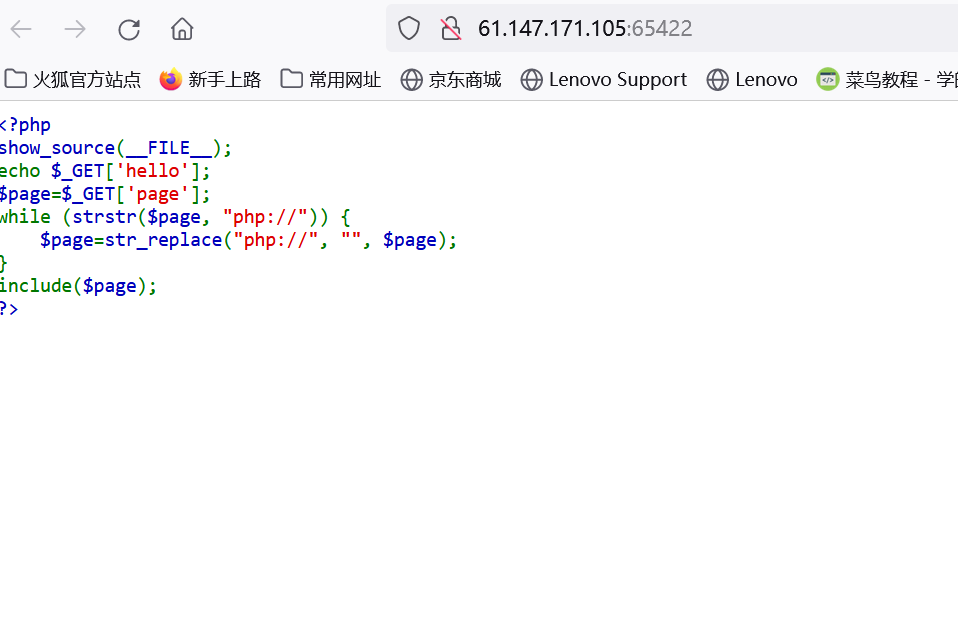 61.147.171.105:65422
火狐官方站点 新手上路 常用网址 京东商城 Lenovo Support Lenovo 菜鸟教程 - 学
<?php
show_source(__FILE__);
echo $_GET['hello'];
$page=$_GET['page'];
while (strstr($page, "php://")) {
    $page=str_replace("php://", "", $page);
}
include($page);
?>